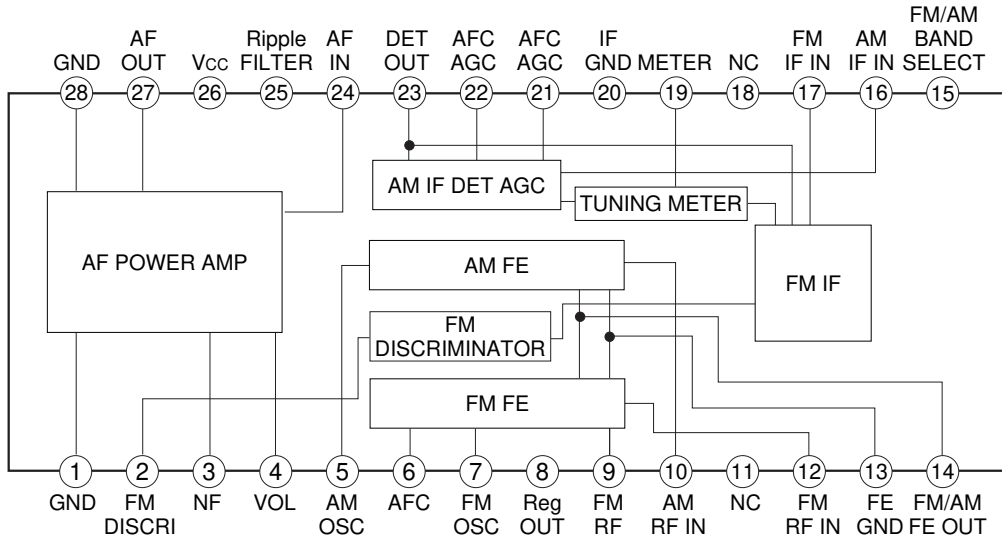 GND
AF
OUT
Vcc
Ripple
FILTER
AF
IN
DET
OUT
AFC
AGC
AFC
AGC
IF
GND
METER
NC
FM
IF IN
AM
IF IN
FM/AM
BAND
SELECT
28
27
26
25
24
23
22
21
20
19
18
17
16
15
AM IF DET AGC
TUNING METER
AF POWER AMP
AM FE
FM IF
FM
DISCRIMINATOR
FM FE
1
2
3
4
5
6
7
8
9
10
11
12
13
14
GND
FM
DISCRI
NF
VOL
AM
OSC
AFC
FM
OSC
Reg
OUT
FM
RF
AM
RF IN
NC
FM
RF IN
FE
GND
FM/AM
FE OUT